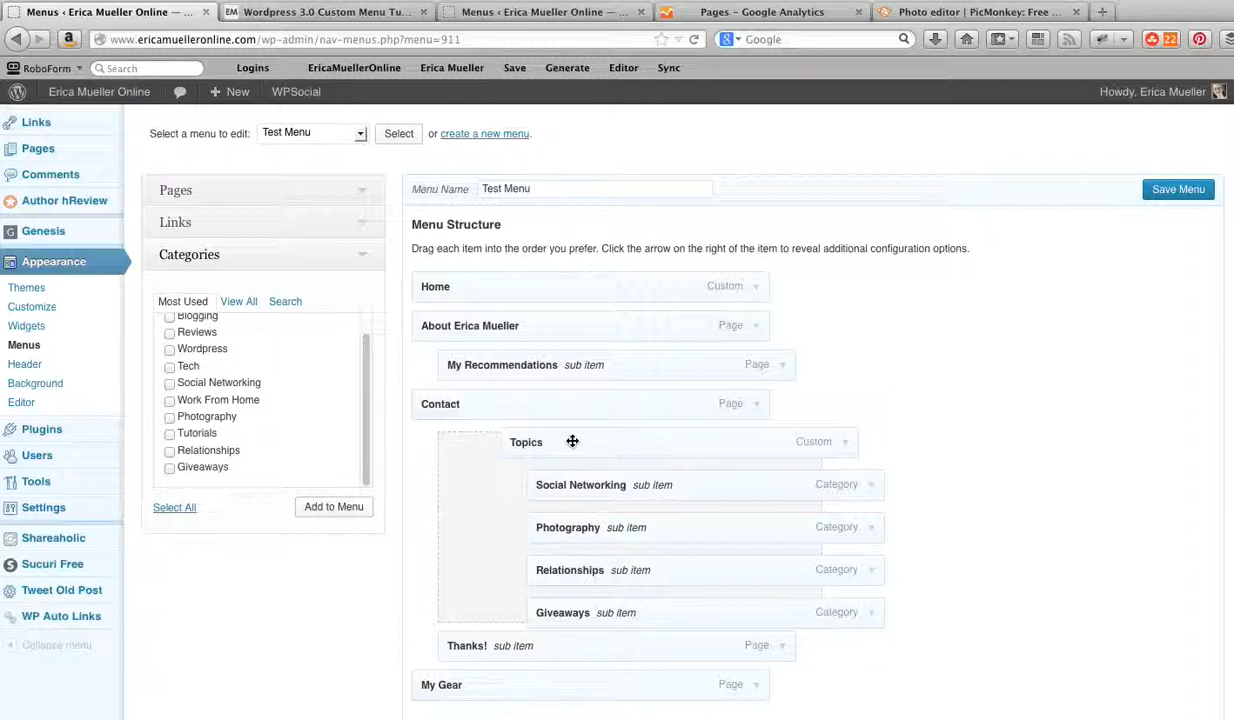 Menus ‹ Erica Mueller Online — ...
Wordpress 3.0 Custom Menu Tu...
Menus ‹ Erica Mueller Online — ...
Pages - Google Analytics
Photo editor | PicMonkey: Free ...
www.ericamuelleronline.com/wp-admin/nav-menus.php?menu=911
Google
22
RoboForm
Search
Logins
EricaMuellerOnline
Erica Mueller
Save
Generate
Editor
Sync
Erica Mueller Online
+ New
WPSocial
Howdy, Erica Mueller
Links
Pages
Comments
Author hReview
Genesis
Appearance
Themes
Customize
Widgets
Menus
Header
Background
Editor
Plugins
Users
Tools
Settings
Shareaholic
Sucuri Free
Tweet Old Post
WP Auto Links
Collapse menu
Select a menu to edit: Test Menu Select or create a new menu.
Pages
Links
Categories
Most Used View All Search
Blogging
Reviews
Wordpress
Tech
Social Networking
Work From Home
Photography
Tutorials
Relationships
Giveaways
Select All Add to Menu
Menu Name Test Menu Save Menu
Menu Structure
Drag each item into the order you prefer. Click the arrow on the right of the item to reveal additional configuration options.
Home Custom
About Erica Mueller Page
My Recommendations sub item Page
Contact Page
Topics Custom
Social Networking sub item Category
Photography sub item Category
Relationships sub item Category
Giveaways sub item Category
Thanks! sub item Page
My Gear Page